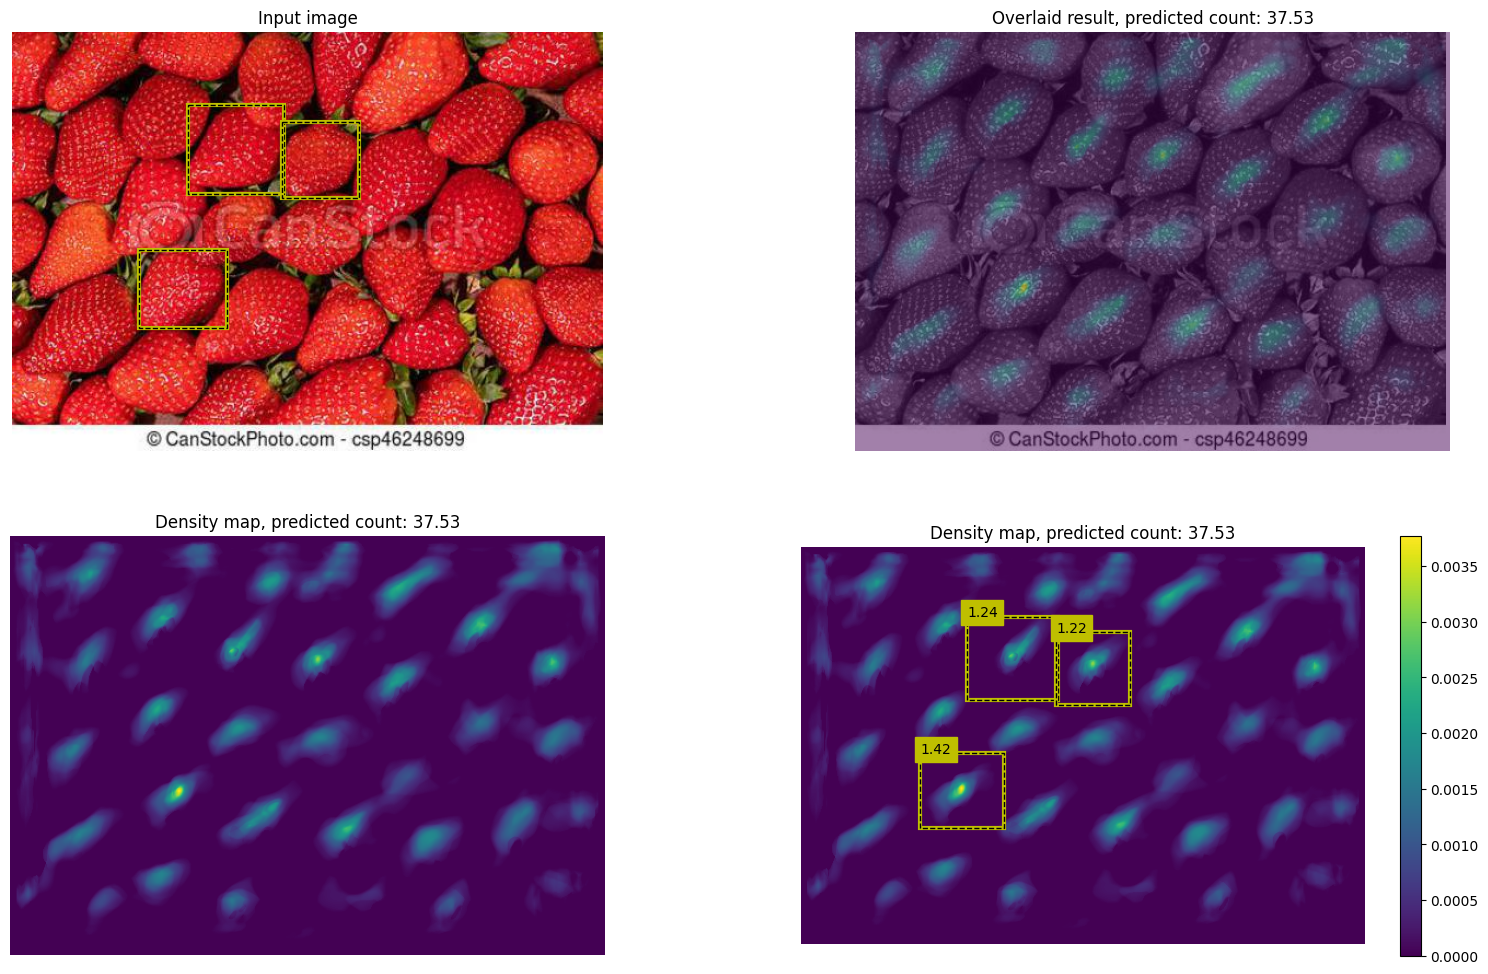 Input image
© CanStock
© CanStockPhoto.com - csp46248699
Overlaid result, predicted count: 37.53
© CanStock
© CanStockPhoto.com - csp46248699
Density map, predicted count: 37.53
Density map, predicted count: 37.53
1.24
1.22
1.42
0.0035
0.0030
0.0025
0.0020
0.0015
0.0010
0.0005
0.0000